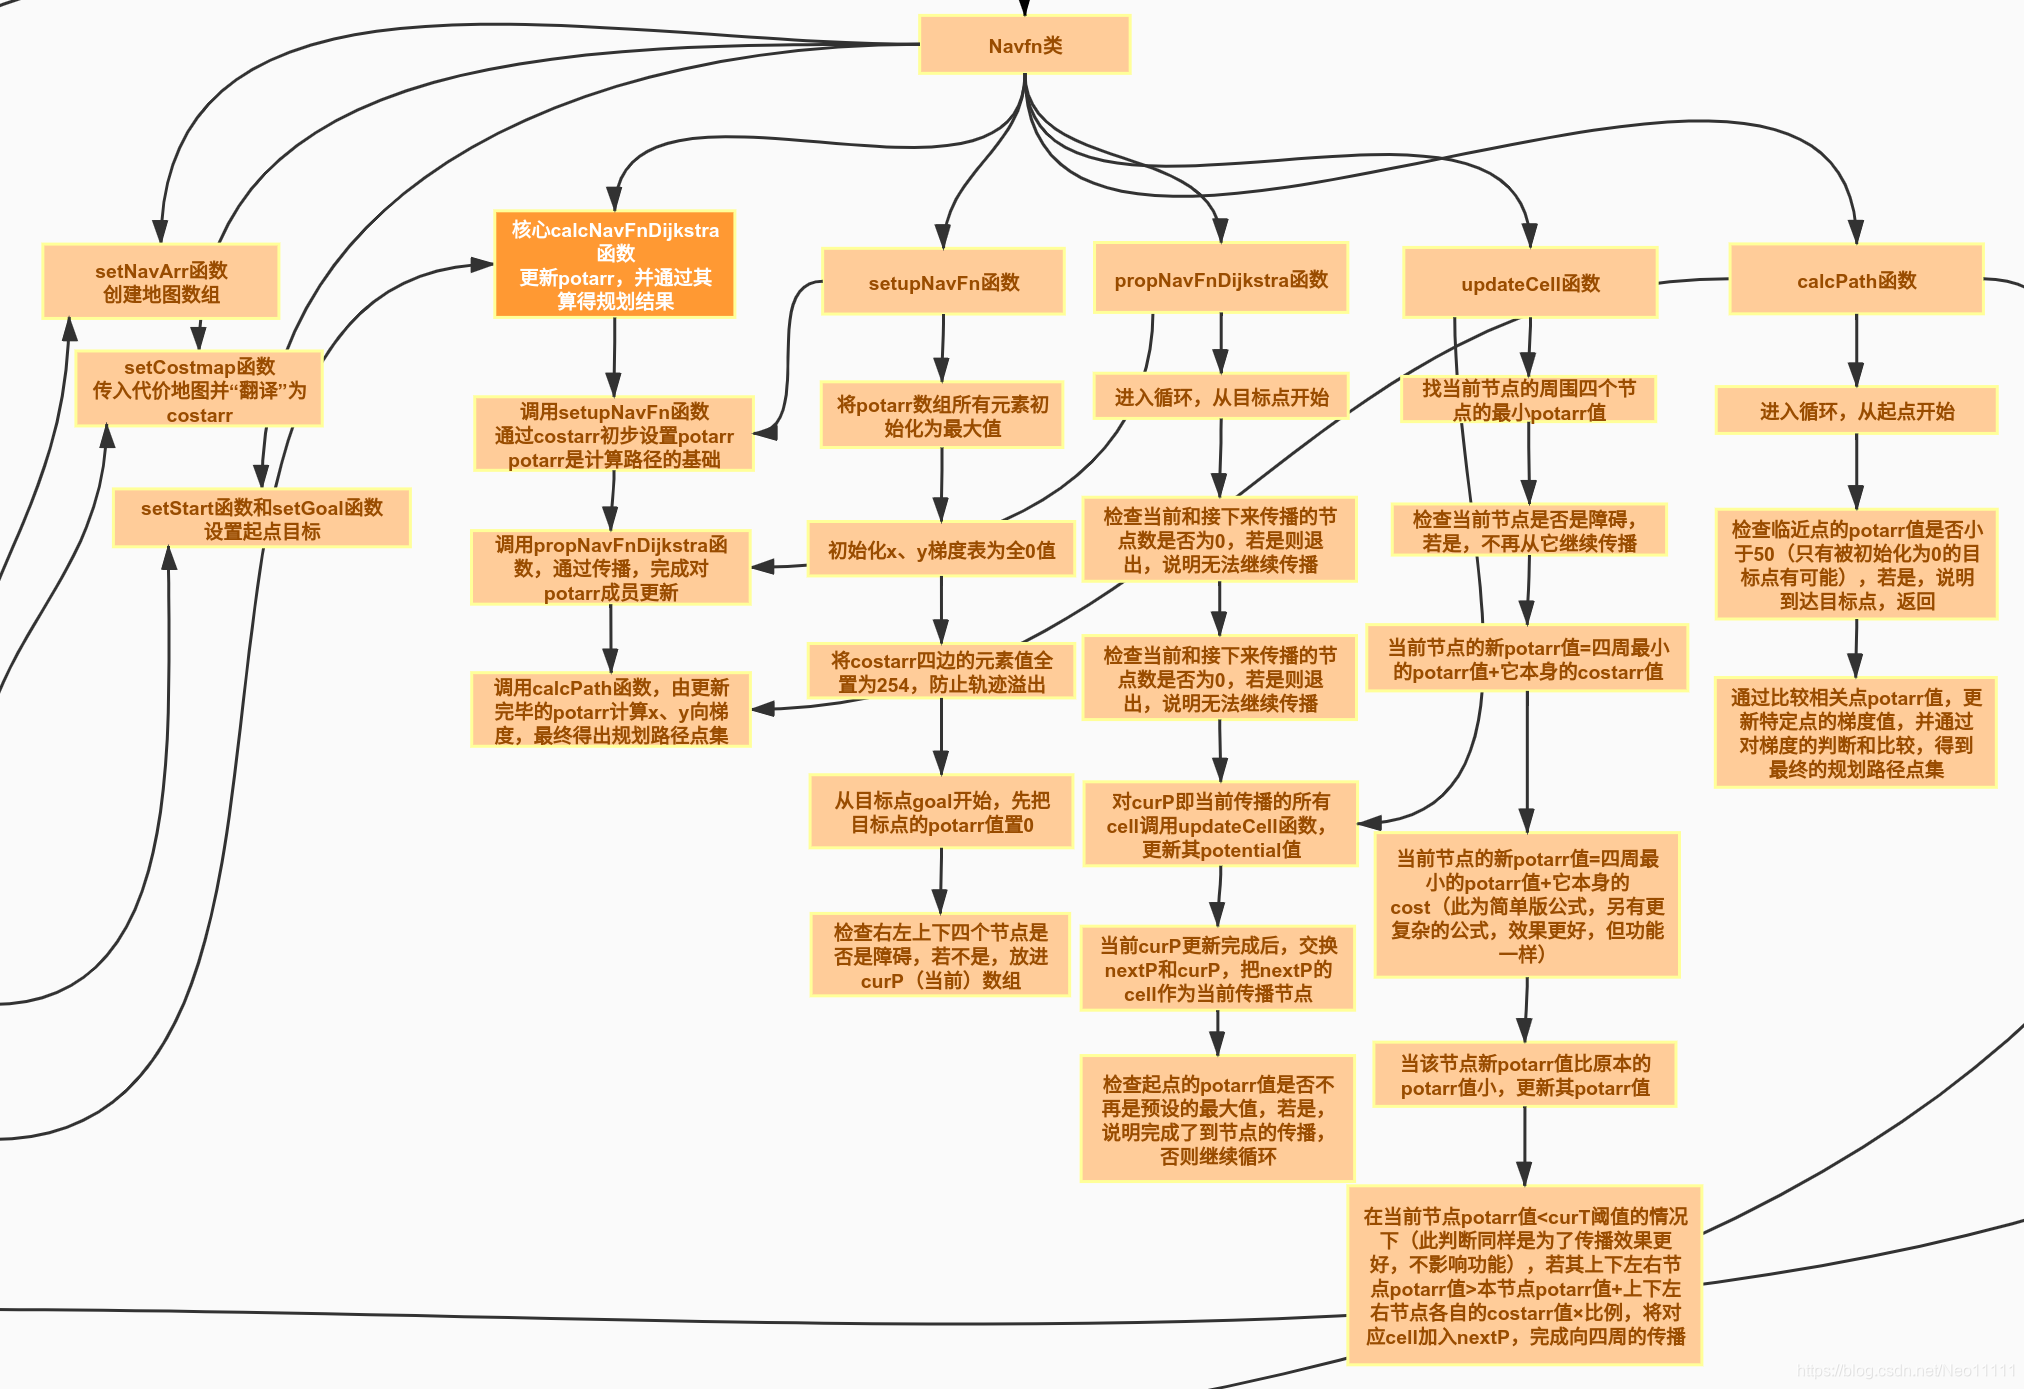 Navfn类
setNavArr函数
创建地图数组
setCostmap函数
传入代价地图并“翻译”为
costarr
setStart函数和setGoal函数
设置起点目标
核心calcNavFnDijkstra
函数
更新potarr，并通过其
算得规划结果
调用setupNavFn函数
通过costarr初步设置potarr
potarr是计算路径的基础
调用propNavFnDijkstra函
数，通过传播，完成对
potarr成员更新
调用calcPath函数，由更新
完毕的potarr计算x、y向梯
度，最终得出规划路径点集
setupNavFn函数
将potarr数组所有元素初
始化为最大值
初始化x、y梯度表为全0值
将costarr四边的元素值全
置为254，防止轨迹溢出
从目标点goal开始，先把
目标点的potarr值置0
检查右左上下四个节点是
否是障碍，若不是，放进
curP（当前）数组
propNavFnDijkstra函数
进入循环，从目标点开始
检查当前和接下来传播的节
点数是否为0，若是则退
出，说明无法继续传播
检查当前和接下来传播的节
点数是否为0，若是则退
出，说明无法继续传播
对curP即当前传播的所有
cell调用updateCell函数，
更新其potential值
当前curP更新完成后，交换
nextP和curP，把nextP的
cell作为当前传播节点
检查起点的potarr值是否不
再是预设的最大值，若是，
说明完成了到节点的传播，
否则继续循环
updateCell函数
找当前节点的周围四个节
点的最小potarr值
检查当前节点是否是障碍，
若是，不再从它继续传播
当前节点的新potarr值=四周最小
的potarr值+它本身的costarr值
当前节点的新potarr值=四周最
小的potarr值+它本身的
cost（此为简单版公式，另有更
复杂的公式，效果更好，但功能
一样）
当该节点新potarr值比原本的
potarr值小，更新其potarr值
在当前节点potarr值<curT阈值的情况
下（此判断同样是为了传播效果更
好，不影响功能），若其上下左右节
点potarr值>本节点potarr值+上下左
右节点各自的costarr值×比例，将对
应cell加入nextP，完成向四周的传播
calcPath函数
进入循环，从起点开始
检查临近点的potarr值是否小
于50（只有被初始化为0的目
标点有可能），若是，说明
到达目标点，返回
通过比较相关点potarr值，更
新特定点的梯度值，并通过
对梯度的判断和比较，得到
最终的规划路径点集
https://blog.csdn.net/Neo11111